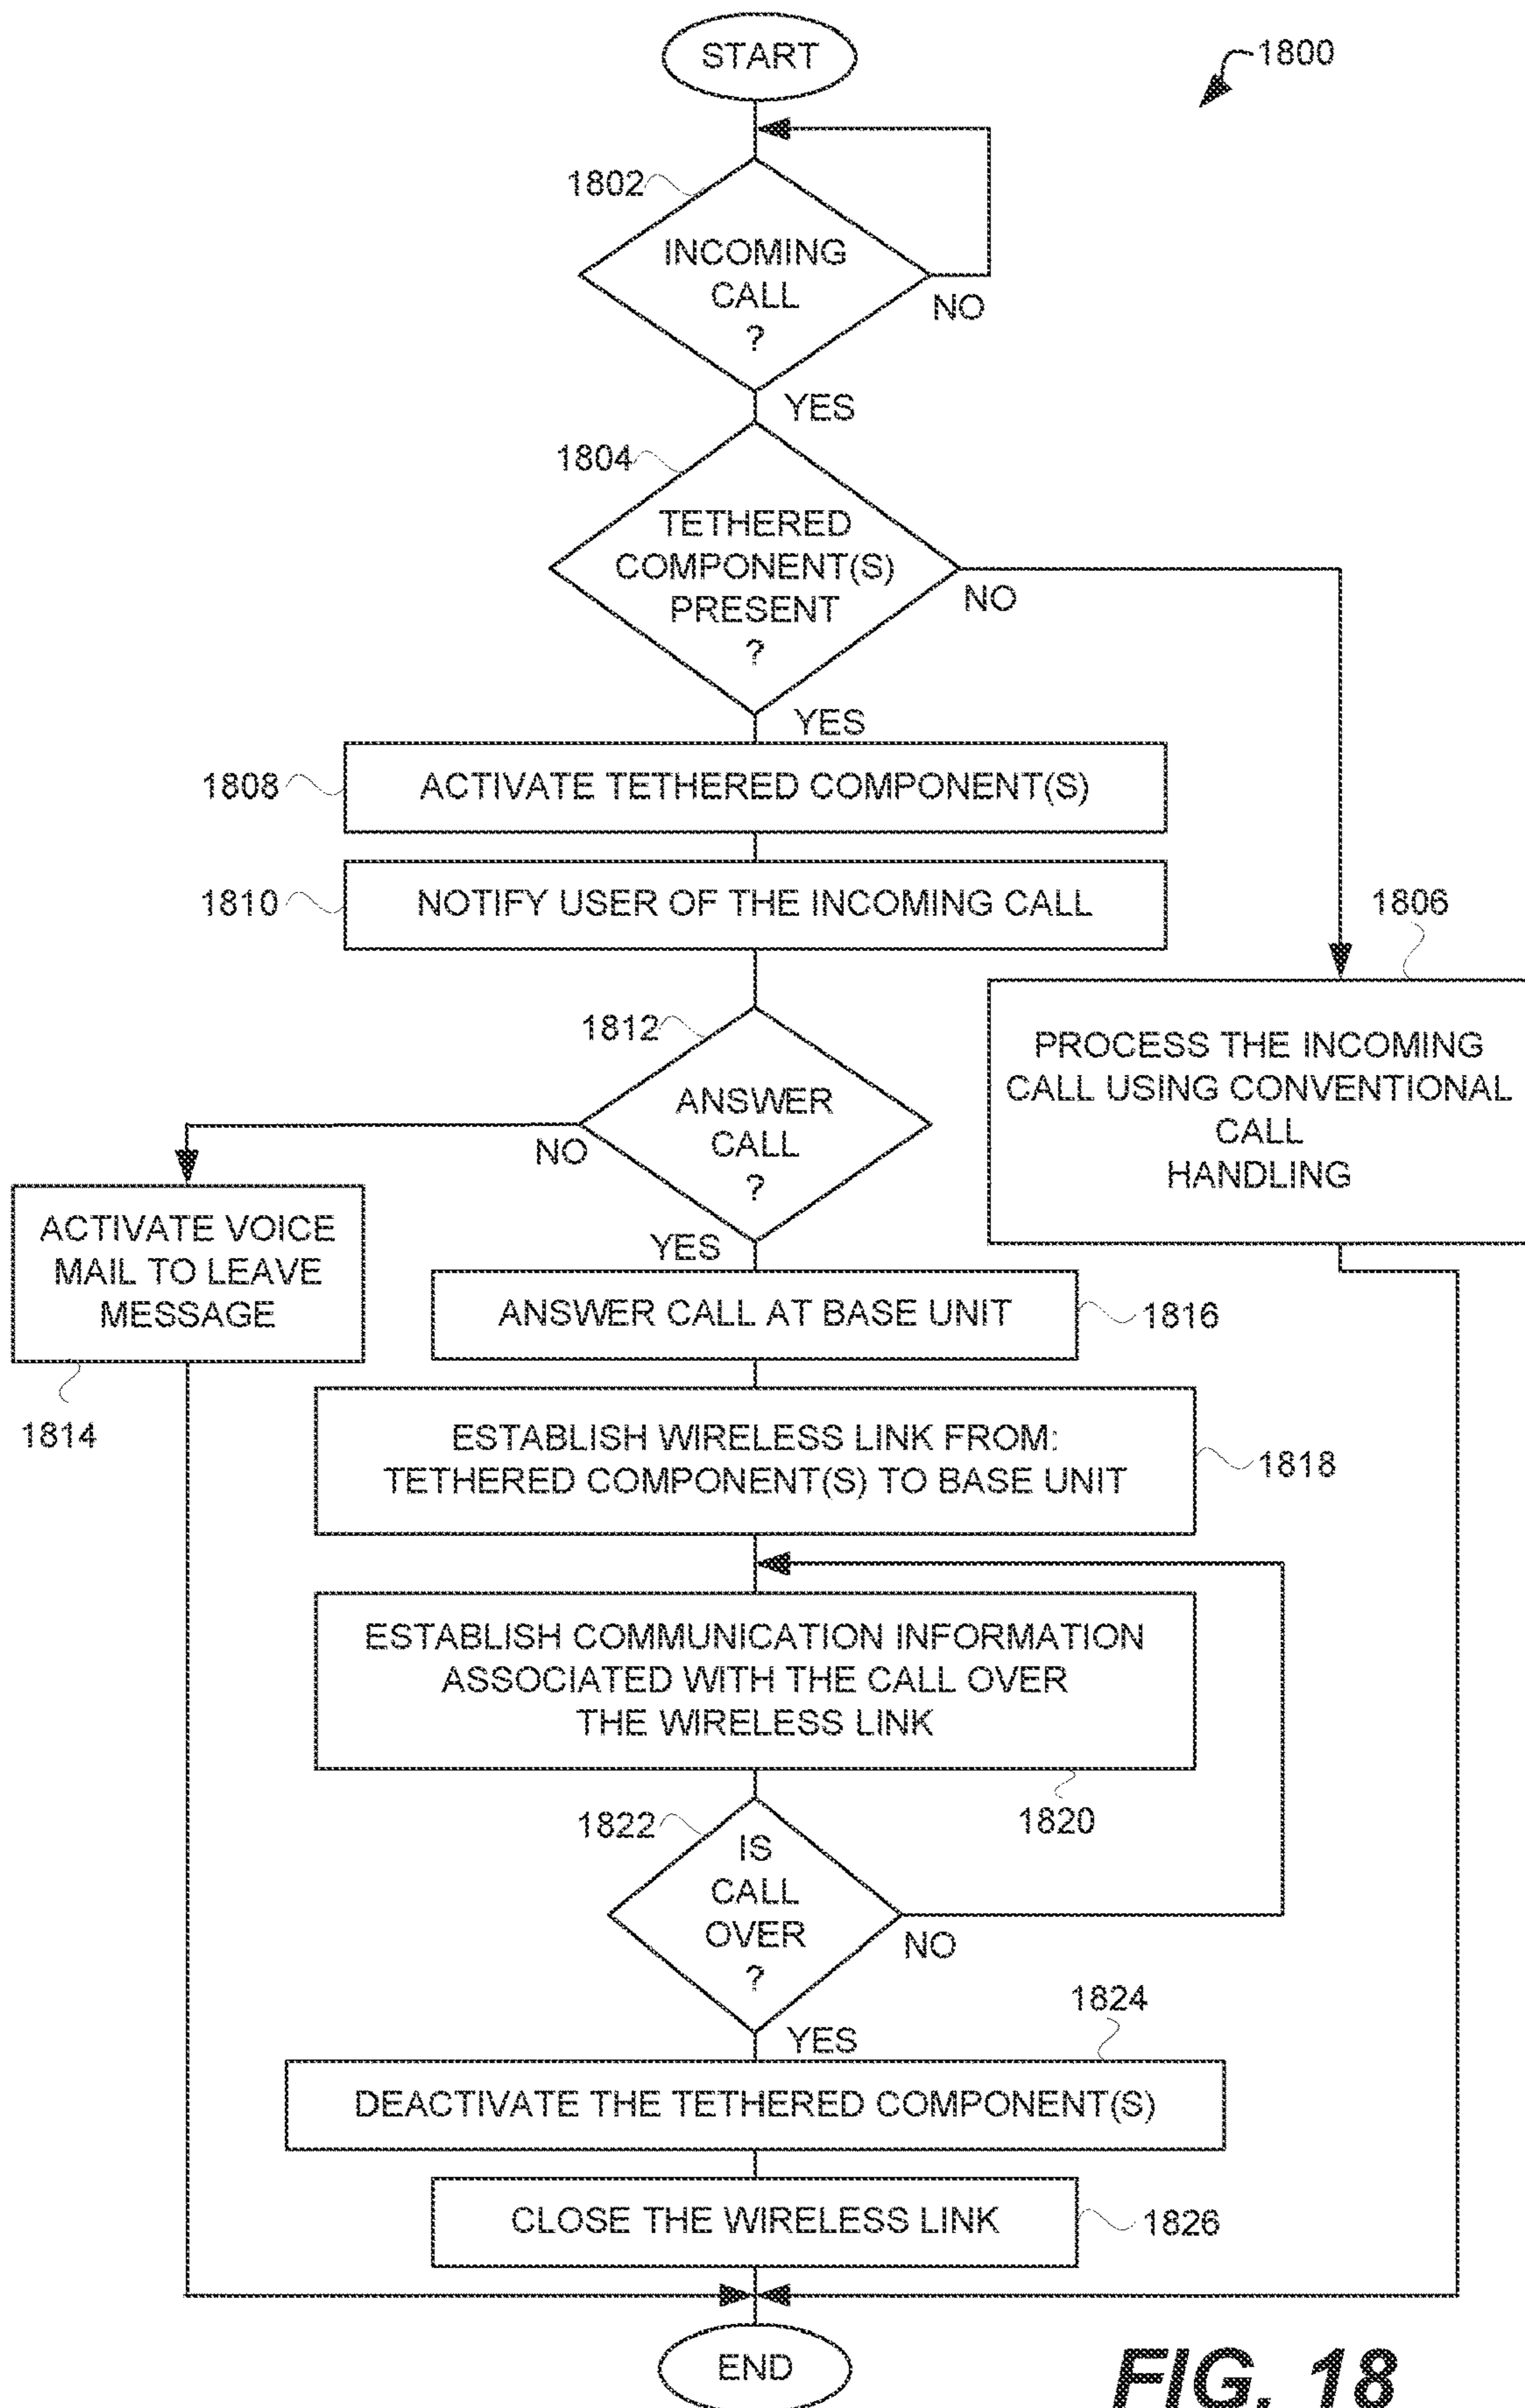 START
1800
1802
INCOMING
CALL
?
NO
YES
1804
TETHERED
COMPONENT(S)
PRESENT
?
NO
YES
1808
ACTIVATE TETHERED COMPONENT(S)
1810
NOTIFY USER OF THE INCOMING CALL
1806
PROCESS THE INCOMING
CALL USING CONVENTIONAL
CALL
HANDLING
1812
ANSWER
CALL
?
NO
YES
ACTIVATE VOICE
MAIL TO LEAVE
MESSAGE
1814
ANSWER CALL AT BASE UNIT
1816
ESTABLISH WIRELESS LINK FROM:
TETHERED COMPONENT(S) TO BASE UNIT
1818
ESTABLISH COMMUNICATION INFORMATION
ASSOCIATED WITH THE CALL OVER
THE WIRELESS LINK
1820
1822
IS
CALL
OVER
?
NO
YES
1824
DEACTIVATE THE TETHERED COMPONENT(S)
CLOSE THE WIRELESS LINK
1826
END
FIG. 18